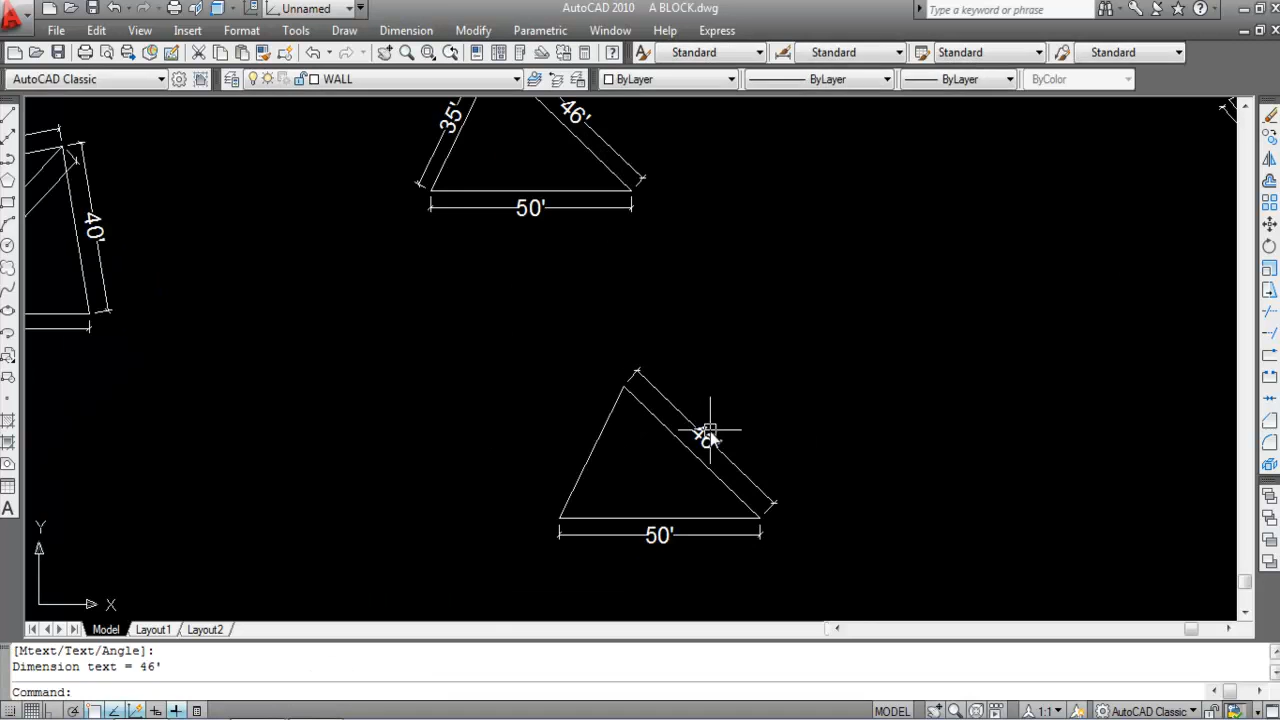 Unnamed
AutoCAD 2010 A BLOCK.dwg
Type a keyword or phrase
File Edit View Insert Format Tools Draw Dimension Modify Parametric Window Help Express
Standard Standard Standard Standard
AutoCAD Classic WALL ByLayer ByLayer ByLayer ByColor
35'
46'
50'
40'
50'
Y
X
Model Layout1 Layout2
[Mtext/Text/Angle]:
Dimension text = 46'
Command:
MODEL 1:1 AutoCAD Classic